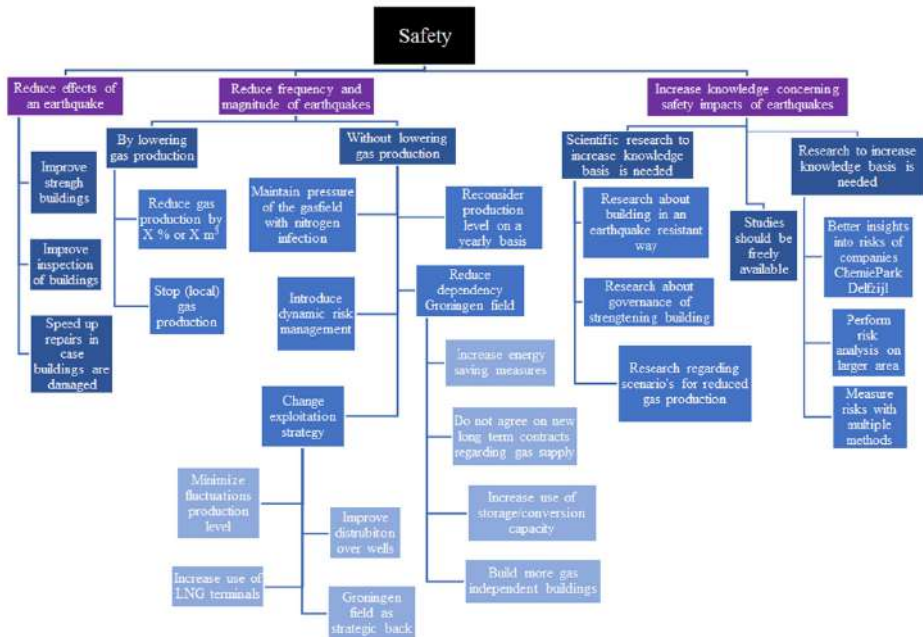 Safety
Reduce effects of
an earthquake
Reduce frequency and
magnitude of earthquakes
Increase knowledge concerning
safety impacts of earthquakes
By lowering
gas production
Without lowering
gas production
Scientific research to
increase knowledge
basis is needed
Research to increase
knowledge basis is
needed
Improve
strengh
buildings
Improve
inspection
of buildings
Speed up
repairs in
case
buildings are
damaged
Reduce gas
production by
X % or X m³
Stop (local)
gas
production
Maintain pressure
of the gasfield with
nitrogen
infection
Introduce
dynamic risk
management
Change
exploitation
strategy
Reconsider
production
level on a
yearly basis
Reduce
dependency
Groningen field
Minimize
fluctuations
production
level
Increase use of
LNG terminals
Improve
distrubiton
over wells
Groningen
field as
strategic back
Increase energy
saving measures
Do not agree on new
long term contracts
regarding gas supply
Increase use of
storage/conversion
capacity
Build more gas
independent buildings
Research about
building in an
earthquake resistant
way
Research about
governance of
strengtening building
Research regarding
scenario's for reduced
gas production
Studies
should be
freely
available
Better insights
into risks of
companies
ChemiePark
Delfzijl
Perform
risk
analysis on
larger area
Measure
risks with
multiple
methods